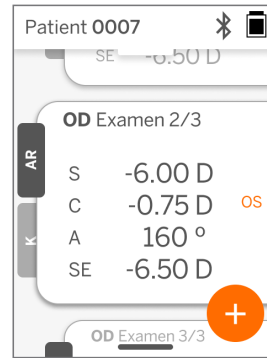 Patient 0007
SE -6.50 D
OD Examen 2/3
AR
S -6.00 D
C -0.75 D
OS
A 160 º
K
SE -6.50 D
+
OD Examen 3/3